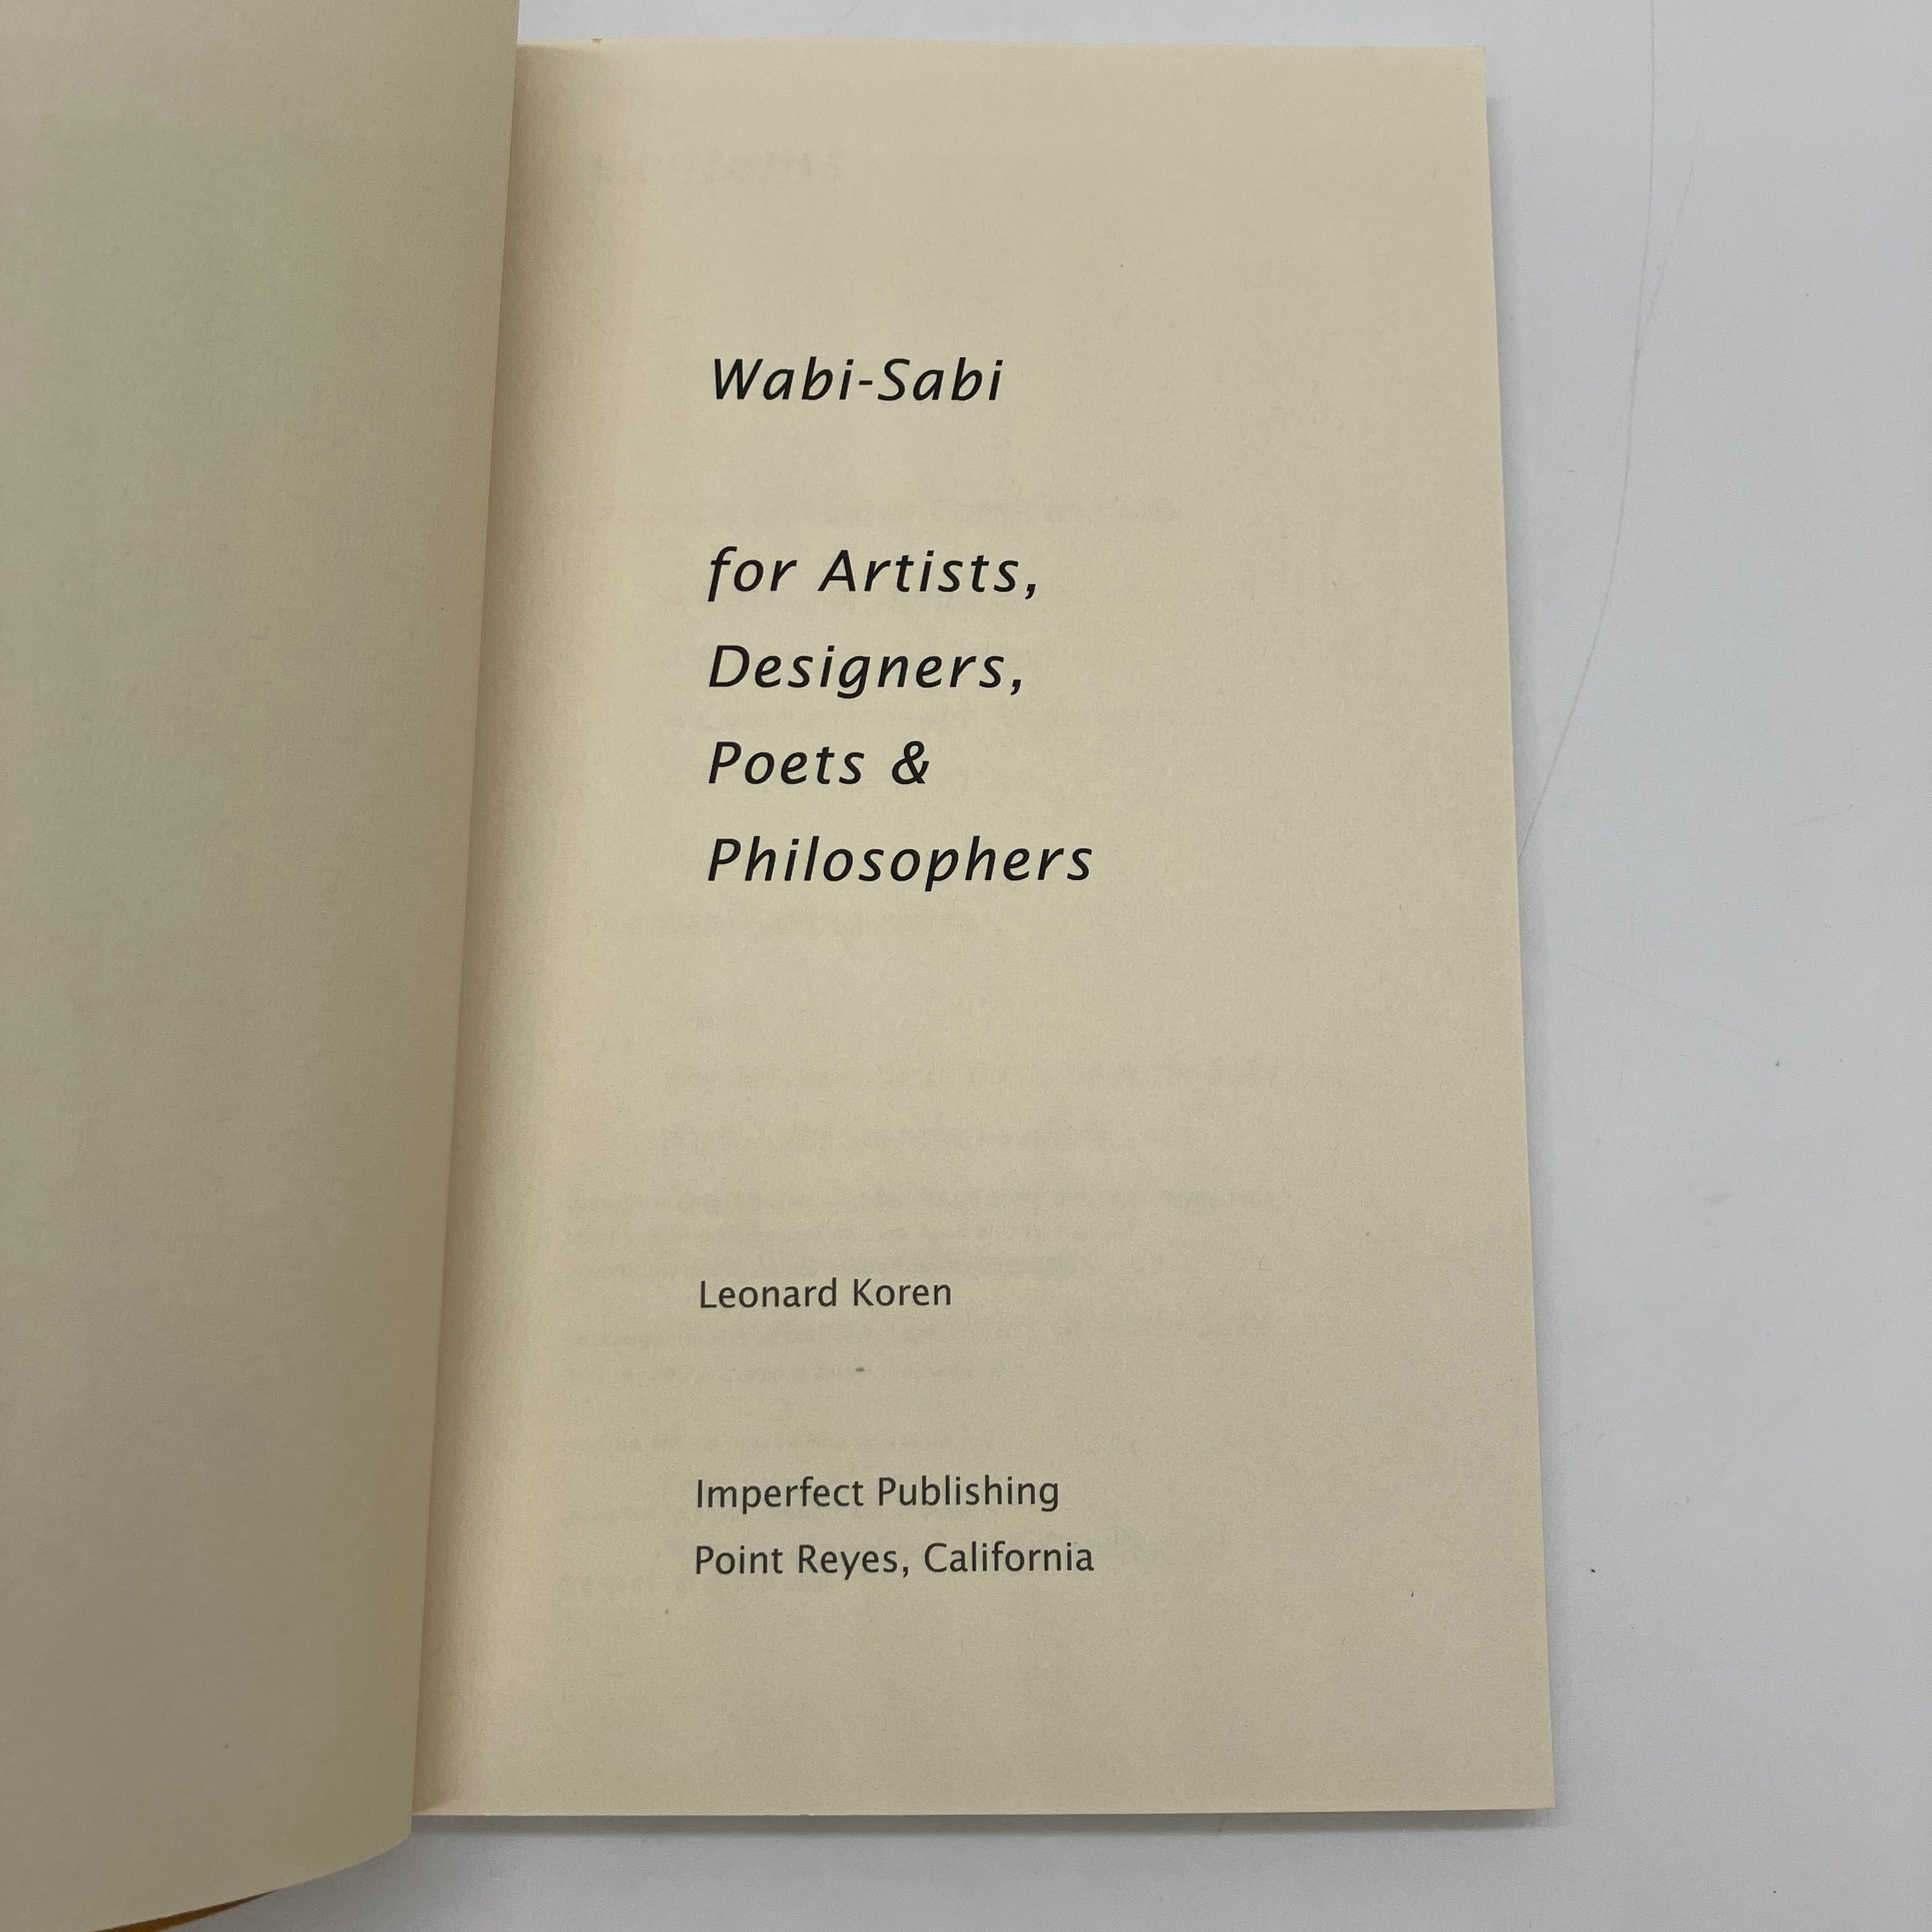 Wabi-Sabi
for Artists,
Designers,
Poets &
Philosophers
Leonard Koren
Imperfect Publishing
Point Reyes, California